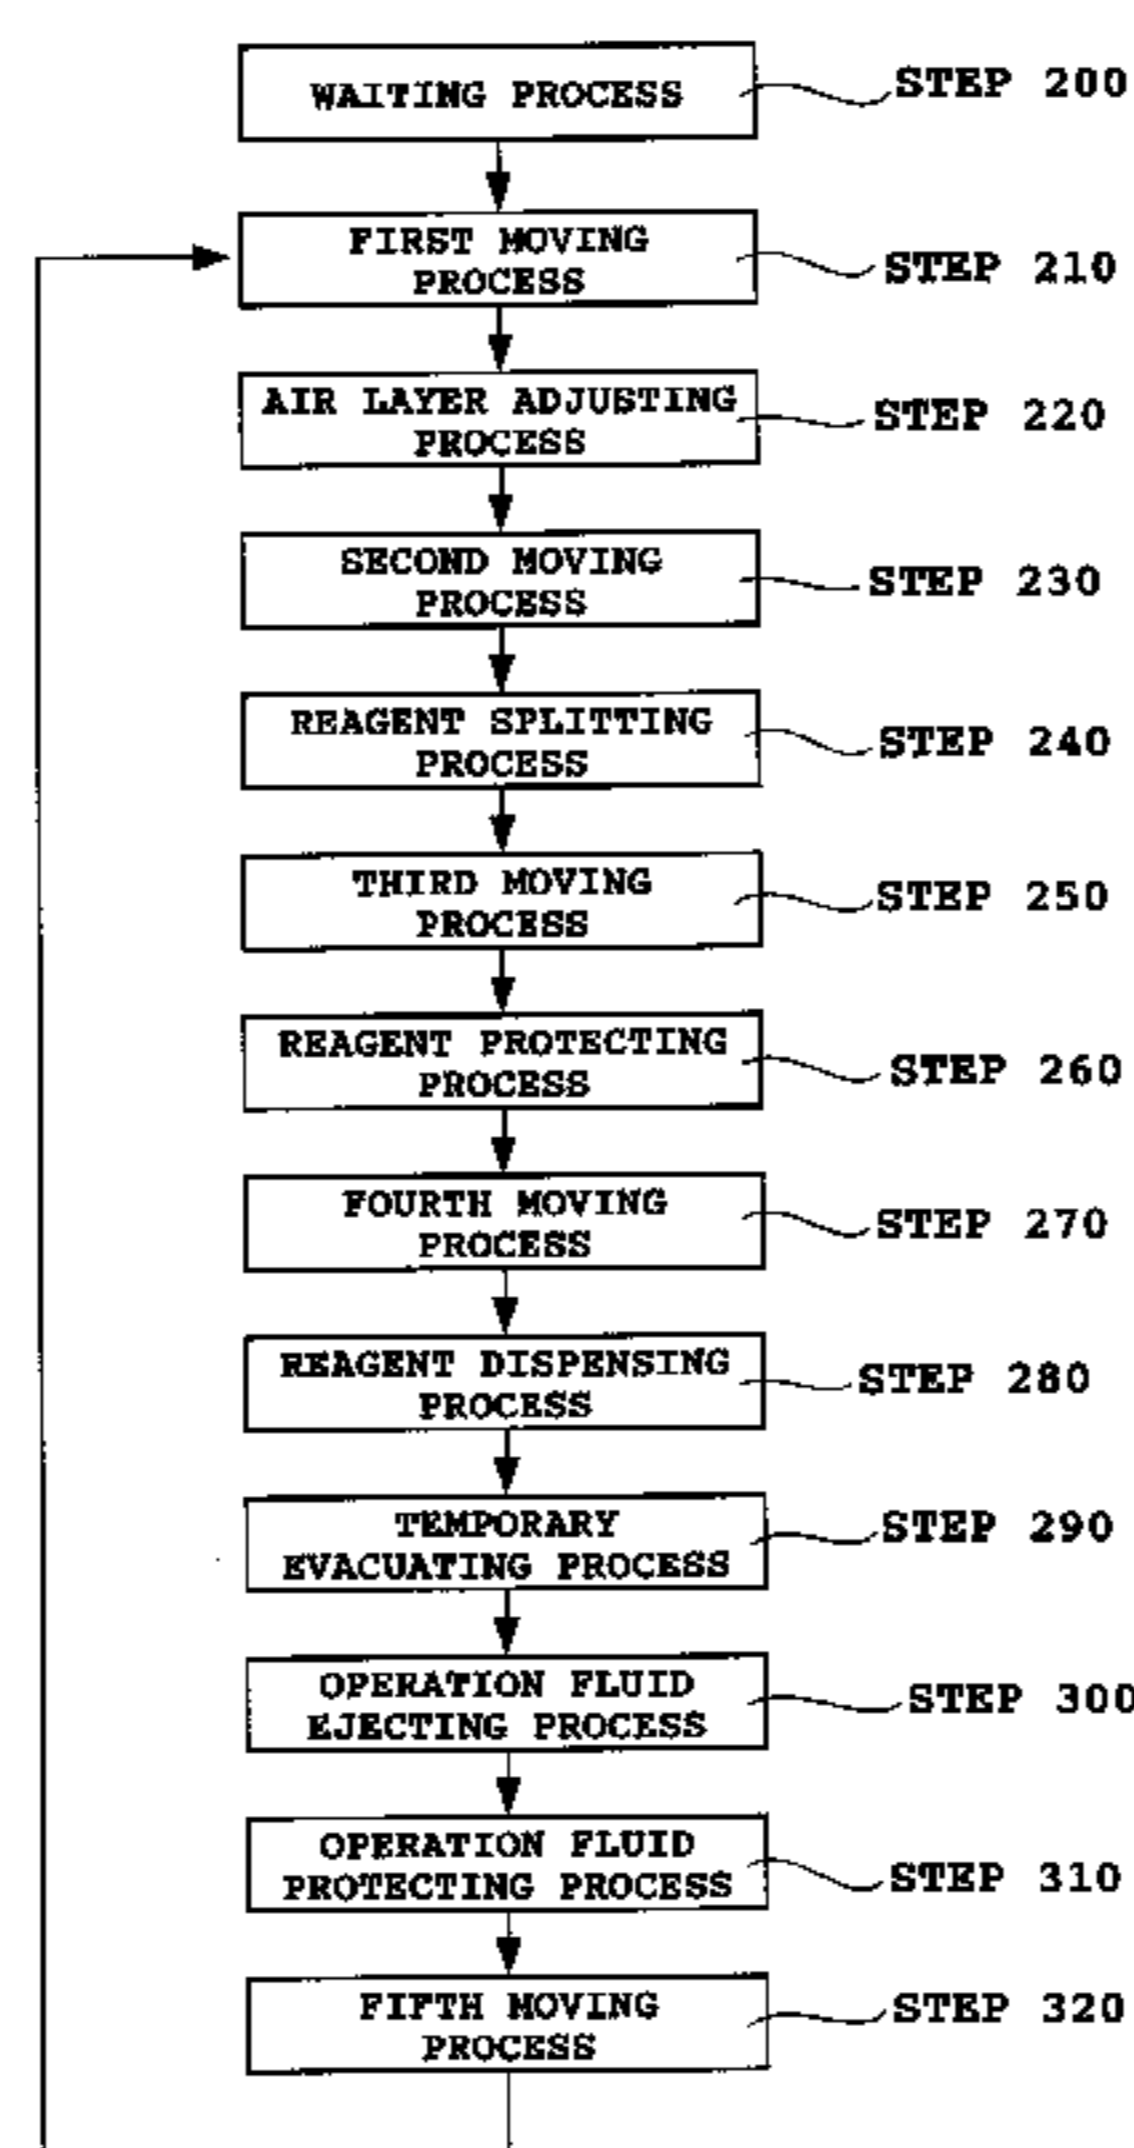 WAITING PROCESS
STEP 200
FIRST MOVING
PROCESS
STEP 210
AIR LAYER ADJUSTING
PROCESS
STEP 220
SECOND MOVING
PROCESS
STEP 230
REAGENT SPLITTING
PROCESS
STEP 240
THIRD MOVING
PROCESS
STEP 250
REAGENT PROTECTING
PROCESS
STEP 260
FOURTH MOVING
PROCESS
STEP 270
REAGENT DISPENSING
PROCESS
STEP 280
TEMPORARY
EVACUATING PROCESS
STEP 290
OPERATION FLUID
EJECTING PROCESS
STEP 300
OPERATION FLUID
PROTECTING PROCESS
STEP 310
FIFTH MOVING
PROCESS
STEP 320